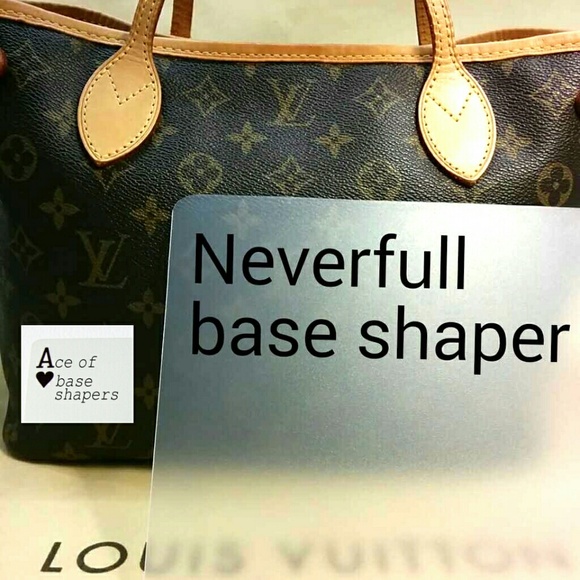 Neverfull
base shaper
Ace of
base
shapers
LOUIS VUITTON